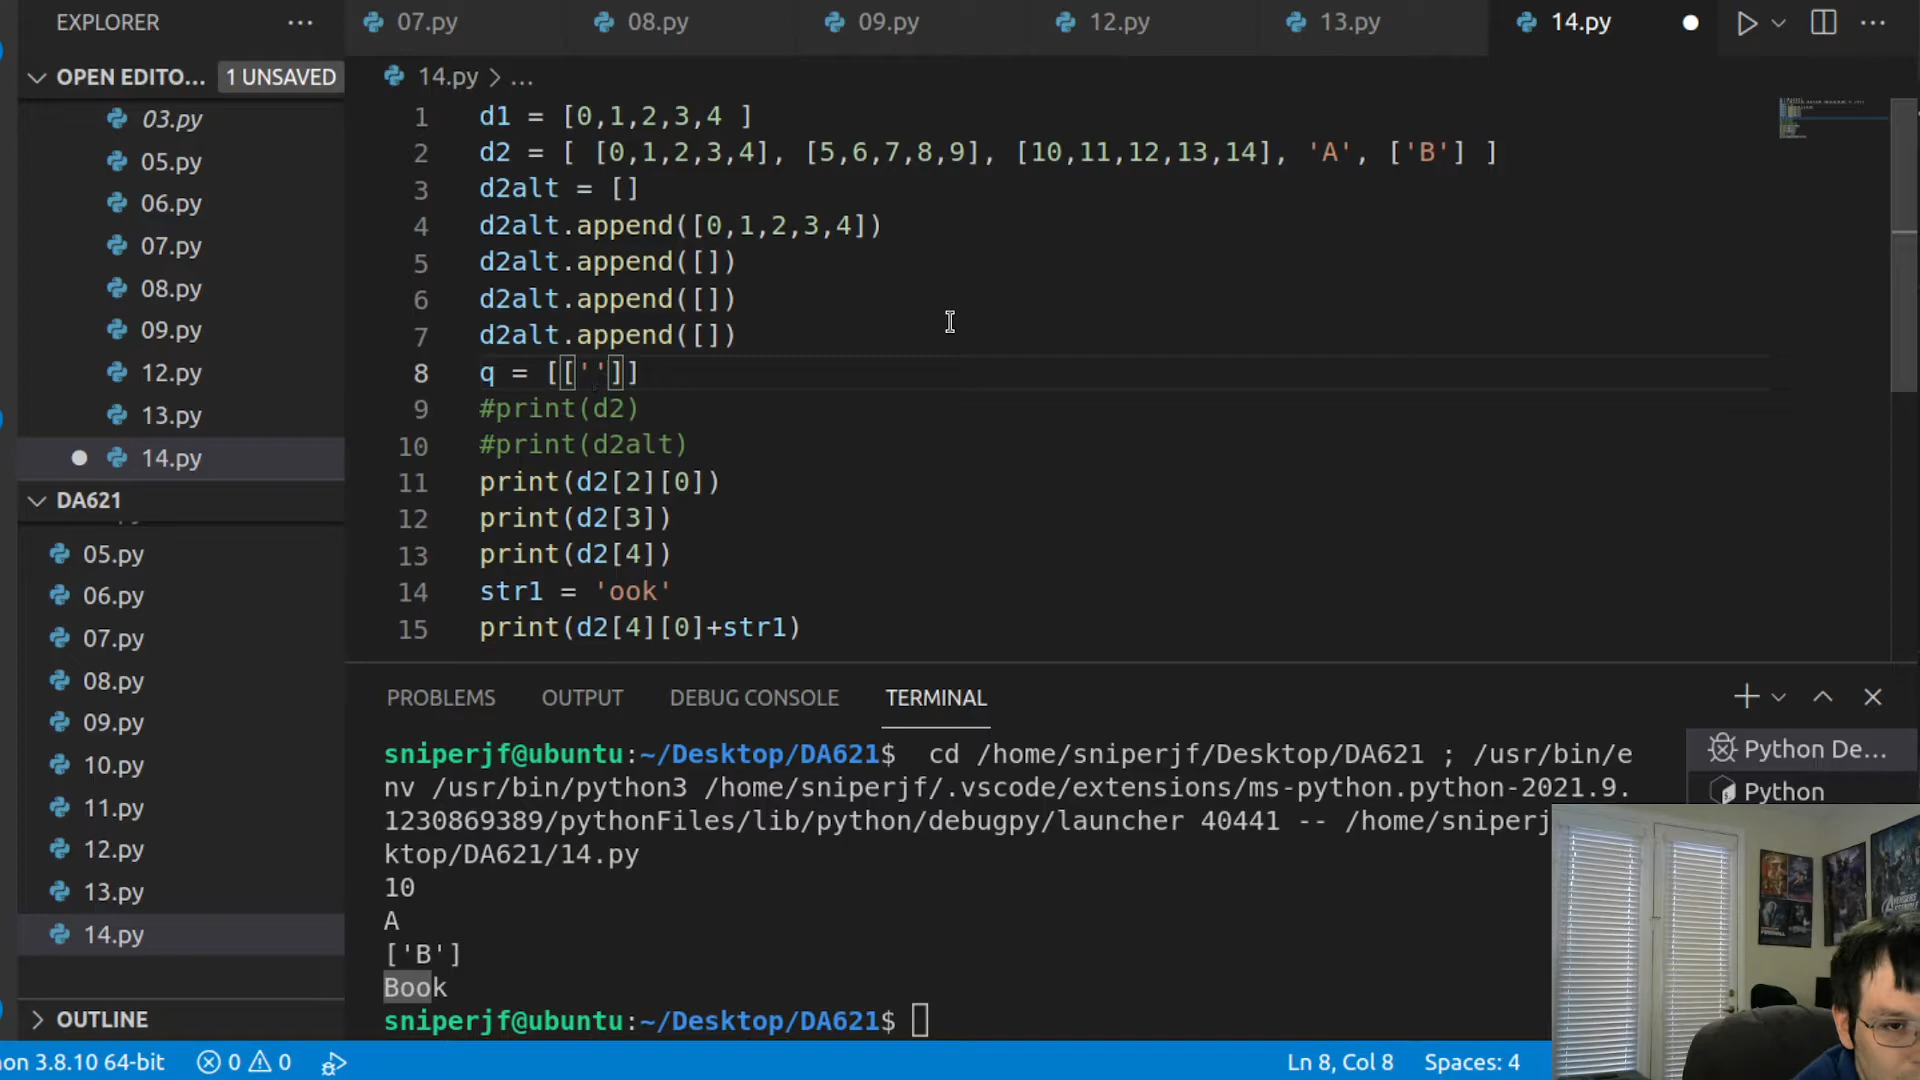 EXPLORER ...
07.py 08.py 09.py 12.py 13.py 14.py
OPEN EDITO... 1 UNSAVED
03.py
05.py
06.py
07.py
08.py
09.py
12.py
13.py
14.py
DA621
05.py
06.py
07.py
08.py
09.py
10.py
11.py
12.py
13.py
14.py
OUTLINE
14.py > ...
1 d1 = [0,1,2,3,4 ]
2 d2 = [ [0,1,2,3,4], [5,6,7,8,9], [10,11,12,13,14], 'A', ['B'] ]
3 d2alt = []
4 d2alt.append([0,1,2,3,4])
5 d2alt.append([])
6 d2alt.append([])
7 d2alt.append([])
8 q = [['']]
9 #print(d2)
10 #print(d2alt)
11 print(d2[2][0])
12 print(d2[3])
13 print(d2[4])
14 str1 = 'ook'
15 print(d2[4][0]+str1)
PROBLEMS OUTPUT DEBUG CONSOLE TERMINAL
sniperjf@ubuntu:~/Desktop/DA621$ cd /home/sniperjf/Desktop/DA621 ; /usr/bin/e
nv /usr/bin/python3 /home/sniperjf/.vscode/extensions/ms-python.python-2021.9.
1230869389/pythonFiles/lib/python/debugpy/launcher 40441 -- /home/sniperj
ktop/DA621/14.py
10
A
['B']
Book
sniperjf@ubuntu:~/Desktop/DA621$
Python De...
Python
on 3.8.10 64-bit 0 0
Ln 8, Col 8 Spaces: 4